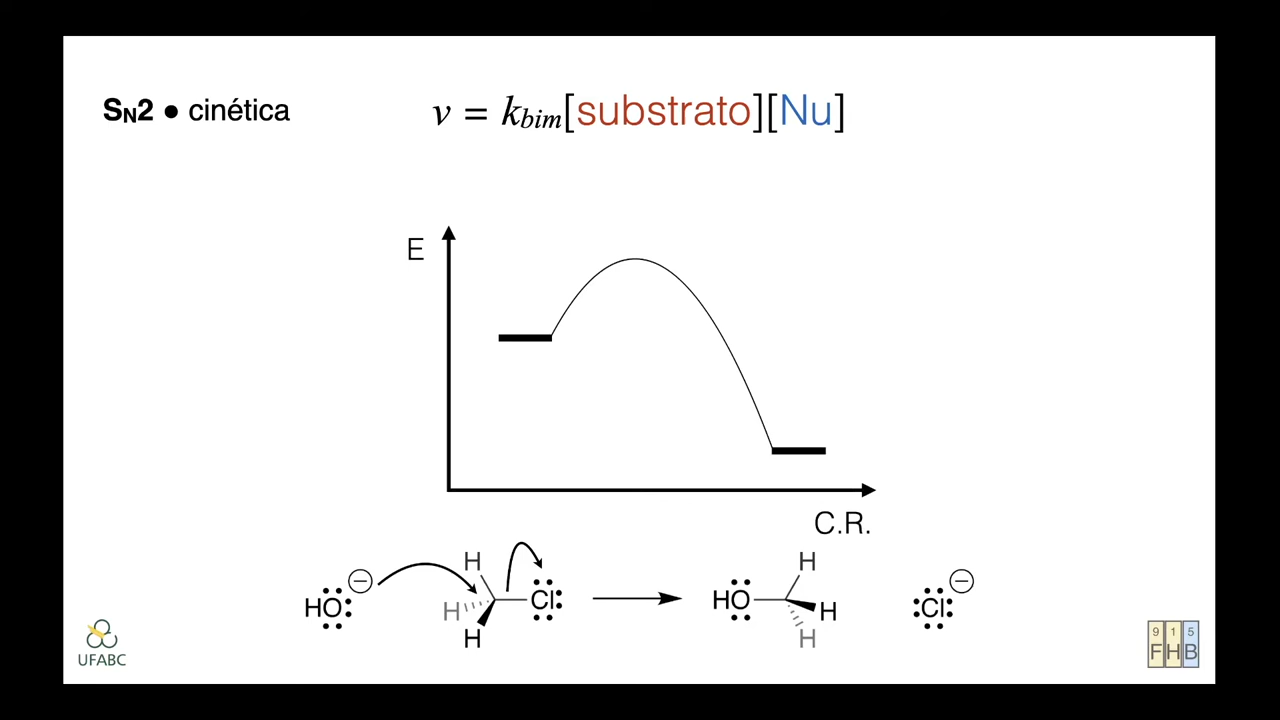 SN2 ● cinética
v = kbim[substrato][Nu]
E
C.R.
HO
H
H
H
Cl
HO
H
H
H
Cl
UFABC
9 1 5
F H B